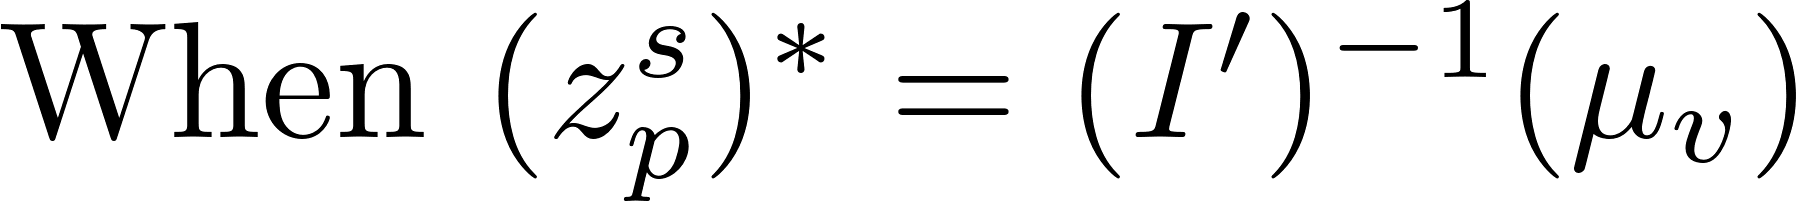 When $(z_p^s)^* = (I')^{-1}(\mu_v)$